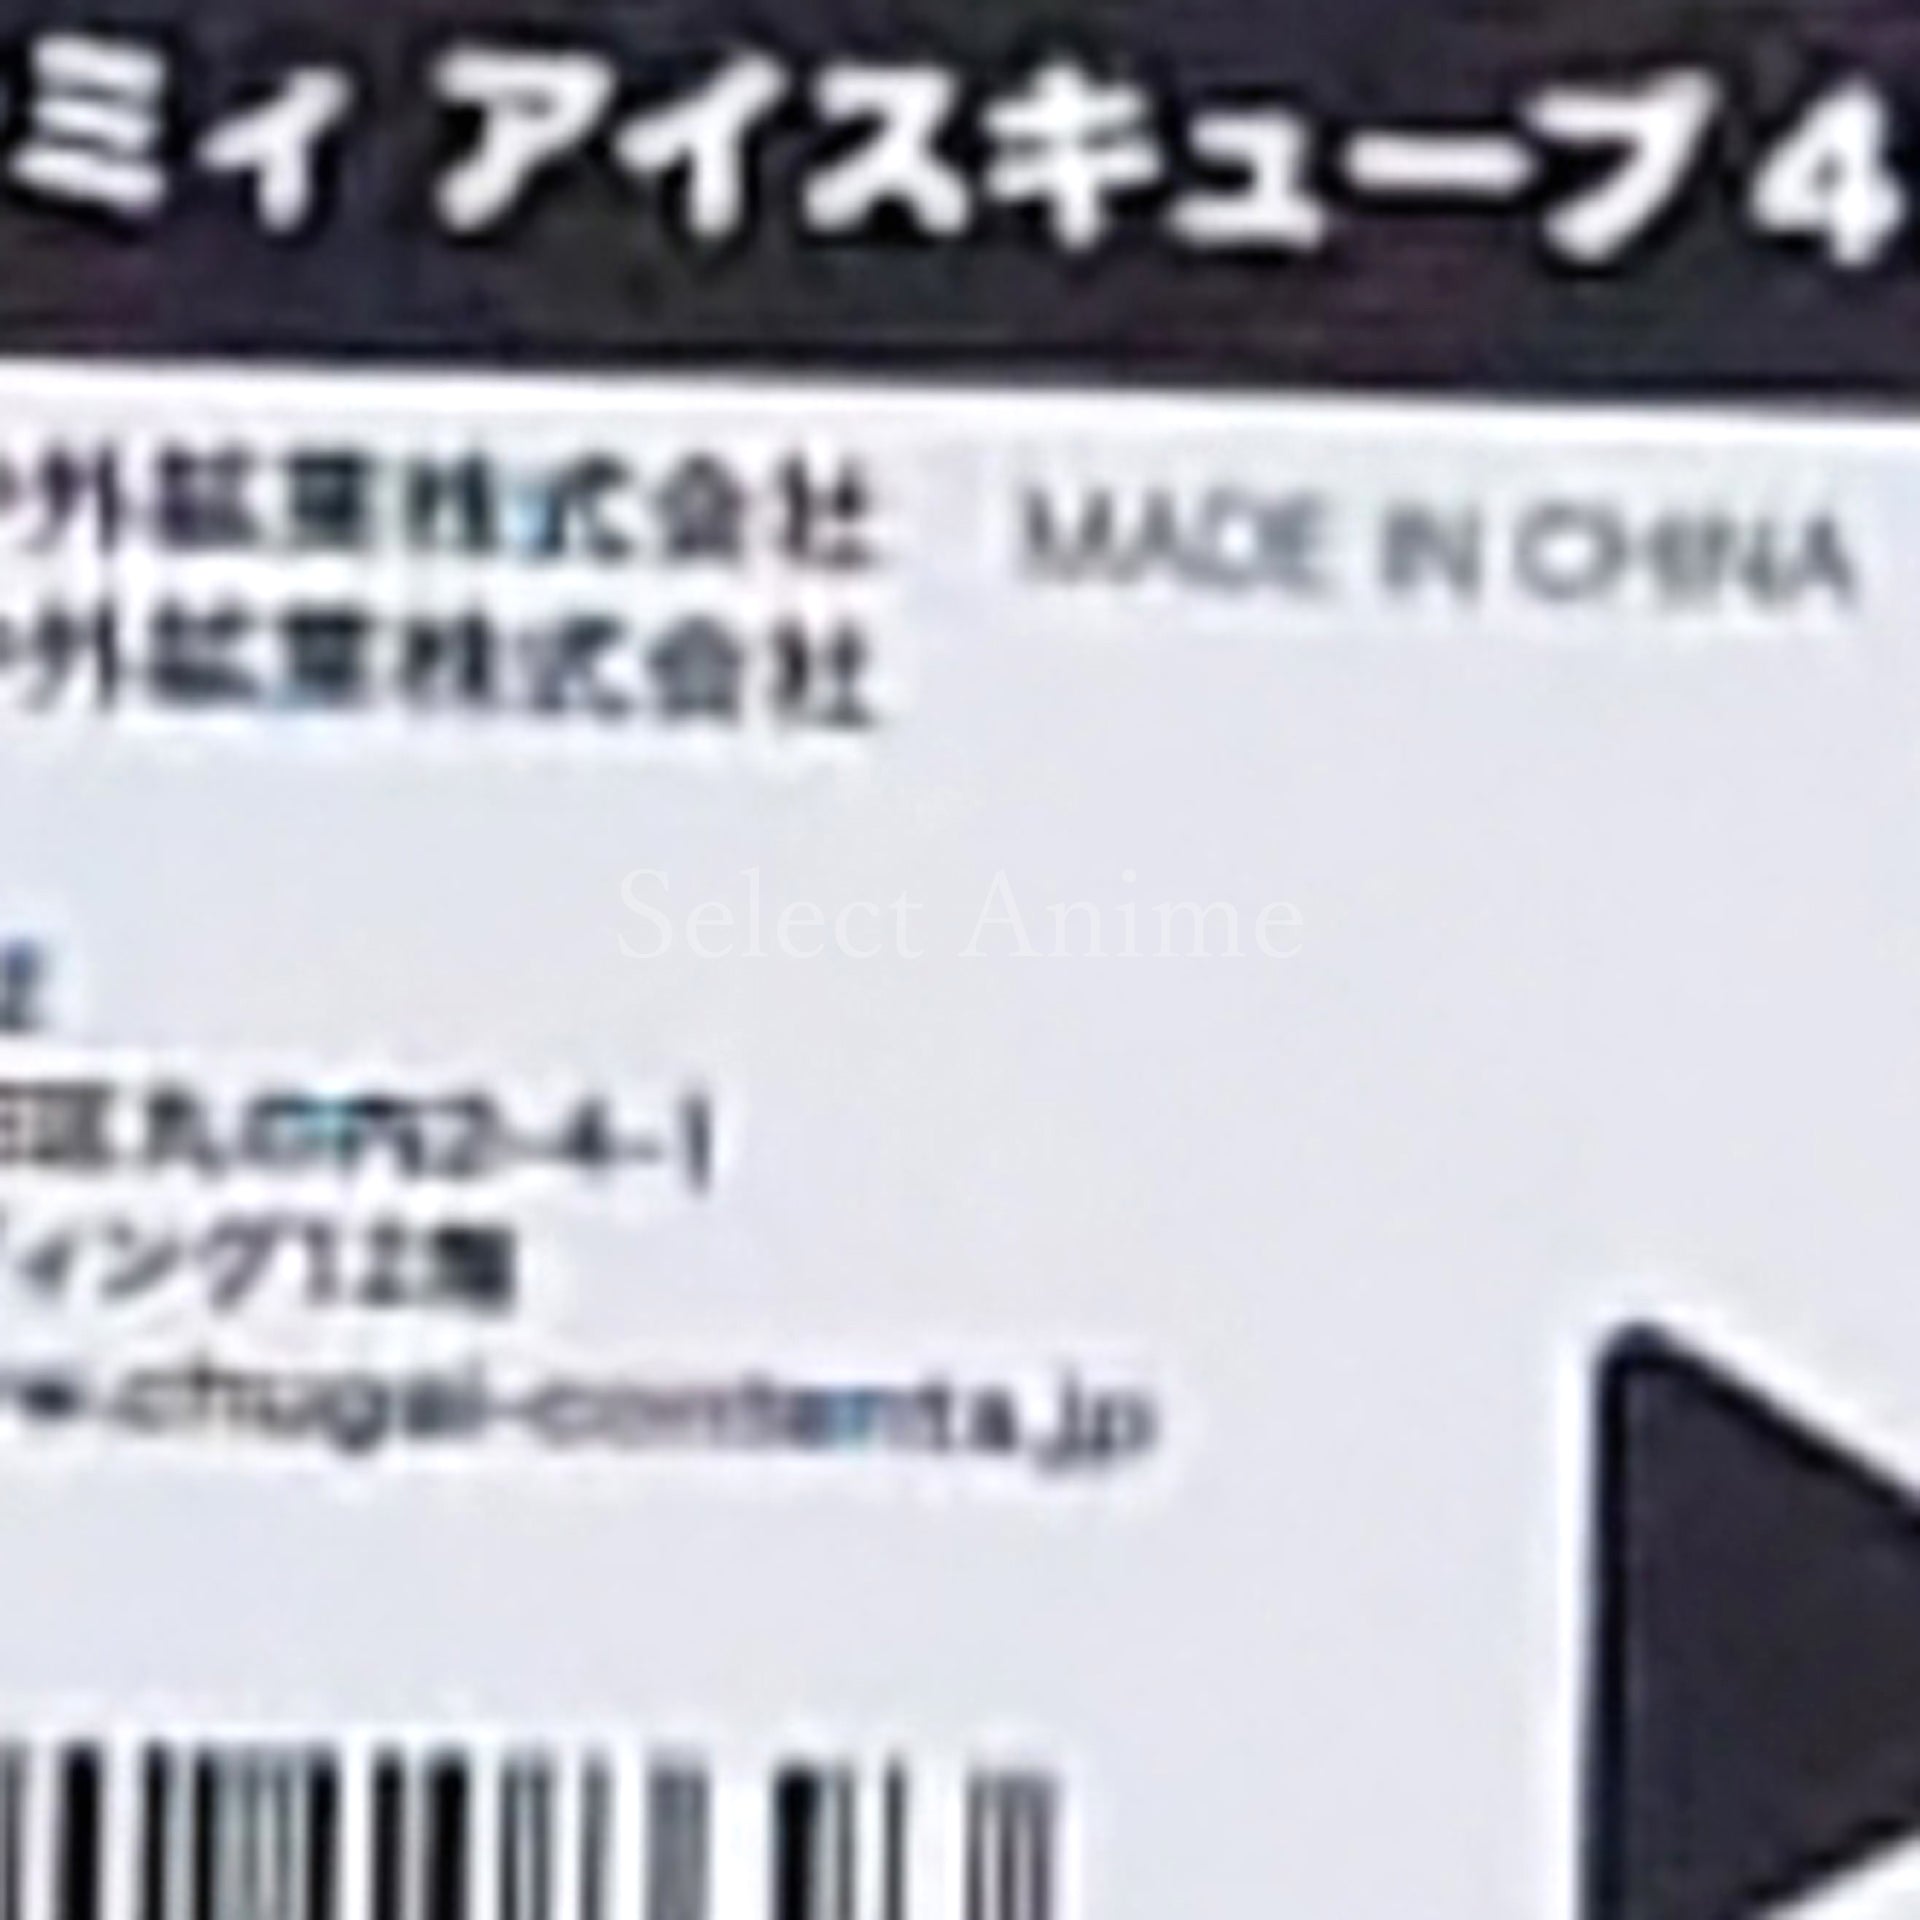 ミィ アイスキューブ4
外鉱業株式会社 MADE IN CHINA
外鉱業株式会社
Select Anime
区丸の内2-4-1
ィング12階
w.chugai-contents.jp